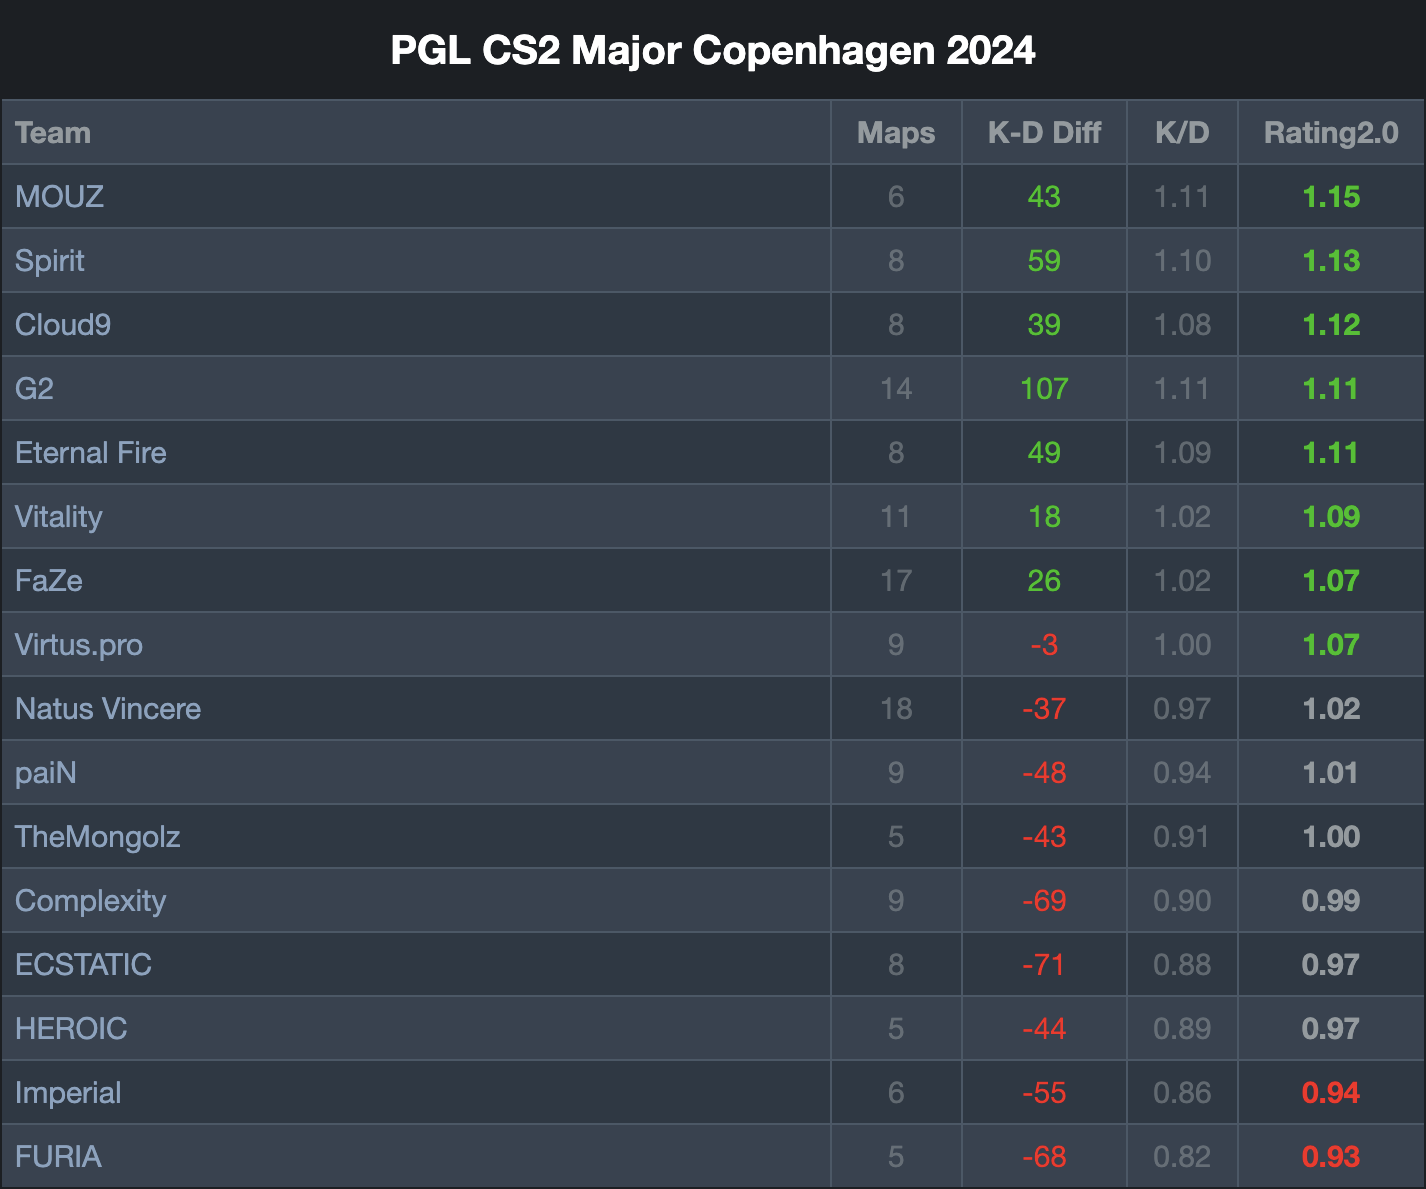 PGL CS2 Major Copenhagen 2024
Team Maps K-D Diff K/D Rating2.0
MOUZ 6 43 1.11 1.15
Spirit 8 59 1.10 1.13
Cloud9 8 39 1.08 1.12
G2 14 107 1.11 1.11
Eternal Fire 8 49 1.09 1.11
Vitality 11 18 1.02 1.09
FaZe 17 26 1.02 1.07
Virtus.pro 9 -3 1.00 1.07
Natus Vincere 18 -37 0.97 1.02
paiN 9 -48 0.94 1.01
TheMongolz 5 -43 0.91 1.00
Complexity 9 -69 0.90 0.99
ECSTATIC 8 -71 0.88 0.97
HEROIC 5 -44 0.89 0.97
Imperial 6 -55 0.86 0.94
FURIA 5 -68 0.82 0.93